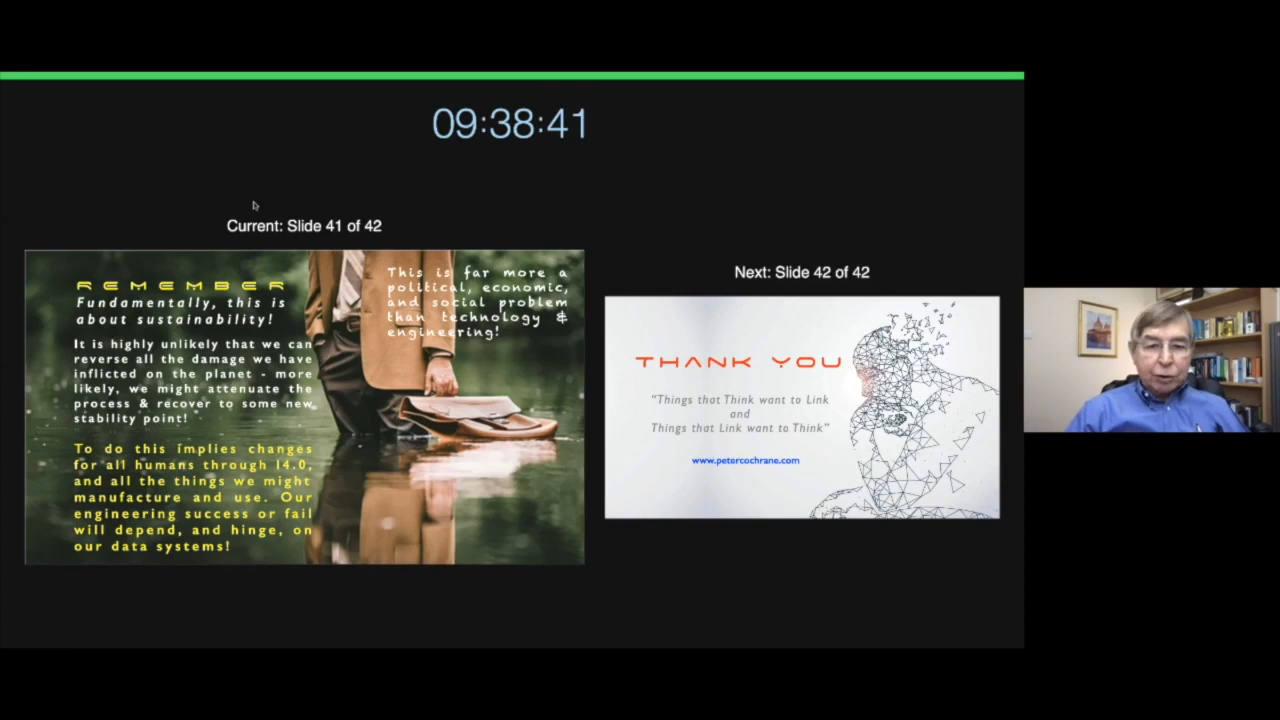 09:38:41
Current: Slide 41 of 42
REMEMBER
Fundamentally, this is
about sustainability!
It is highly unlikely that we can
reverse all the damage we have
inflicted on the planet - more
likely, we might attenuate the
process & recover to some new
stability point!
To do this implies changes
for all humans through I4.0,
and all the things we might
manufacture and use. Our
engineering success or fail
will depend, and hinge, on
our data systems!
This is far more a
political, economic,
and social problem
than technology &
engineering!
Next: Slide 42 of 42
THANK YOU
"Things that Think want to Link
and
Things that Link want to Think"
www.petercochrane.com